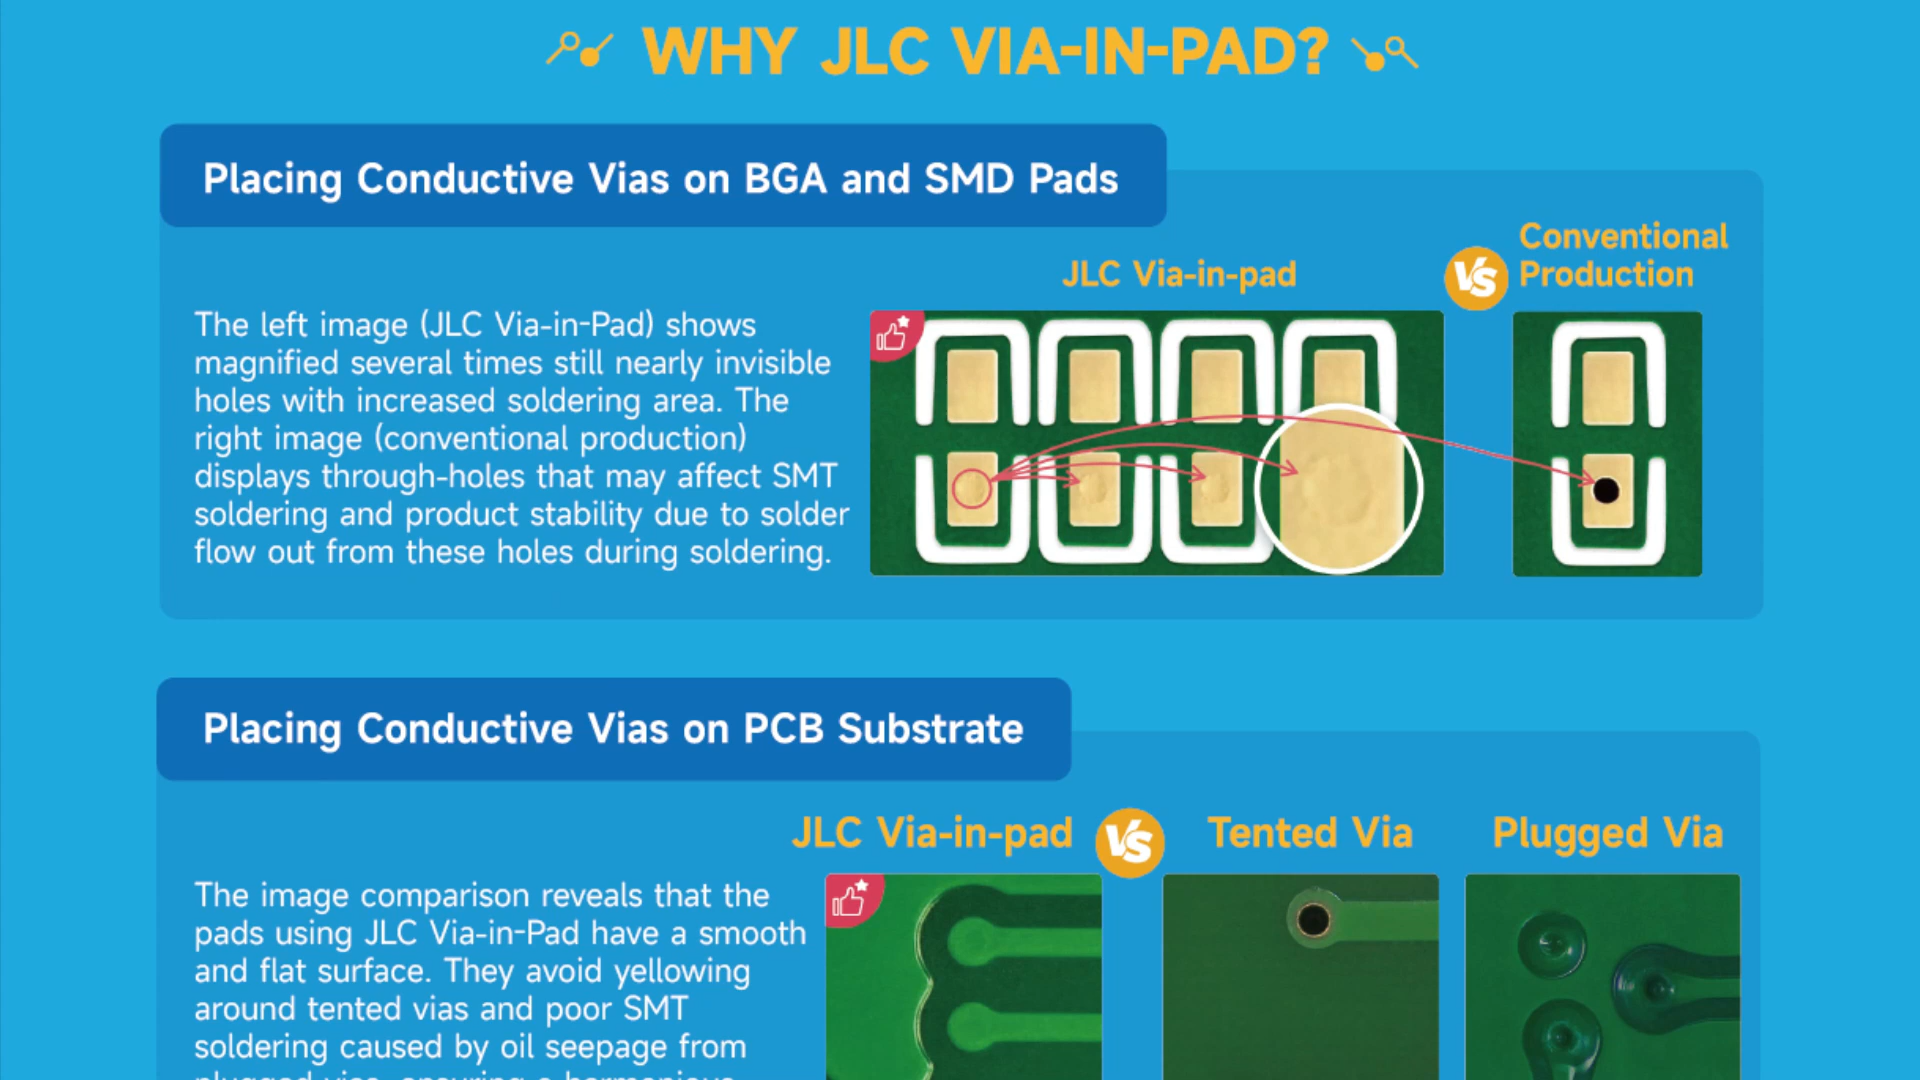 WHY JLC VIA-IN-PAD?
Placing Conductive Vias on BGA and SMD Pads
JLC Via-in-pad
VS
Conventional
Production
The left image (JLC Via-in-Pad) shows
magnified several times still nearly invisible
holes with increased soldering area. The
right image (conventional production)
displays through-holes that may affect SMT
soldering and product stability due to solder
flow out from these holes during soldering.
Placing Conductive Vias on PCB Substrate
JLC Via-in-pad
VS
Tented Via
Plugged Via
The image comparison reveals that the
pads using JLC Via-in-Pad have a smooth
and flat surface. They avoid yellowing
around tented vias and poor SMT
soldering caused by oil seepage from
plugged vias, ensuring a harmonious